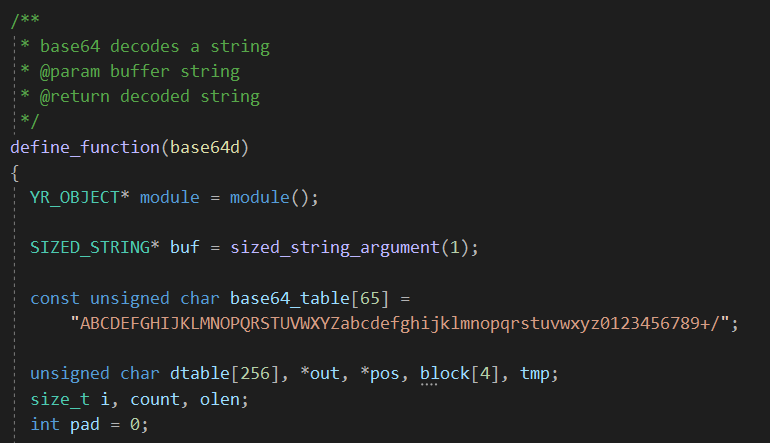 /**
 * base64 decodes a string
 * @param buffer string
 * @return decoded string
 */
define_function(base64d)
{
  YR_OBJECT* module = module();
  SIZED_STRING* buf = sized_string_argument(1);
  const unsigned char base64_table[65] =
      "ABCDEFGHIJKLMNOPQRSTUVWXYZabcdefghijklmnopqrstuvwxyz0123456789+/";
  unsigned char dtable[256], *out, *pos, block[4], tmp;
  size_t i, count, olen;
  int pad = 0;